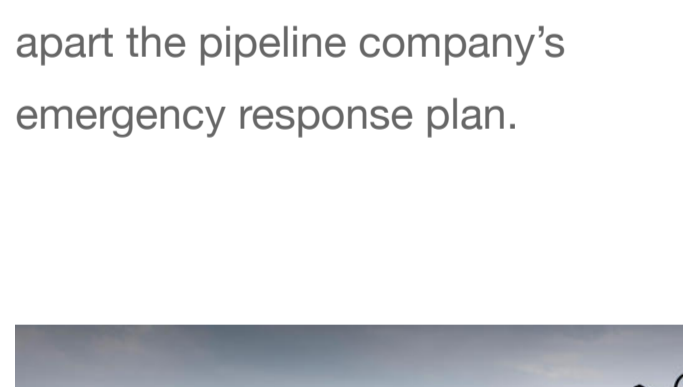 apart the pipeline company’s
emergency response plan.